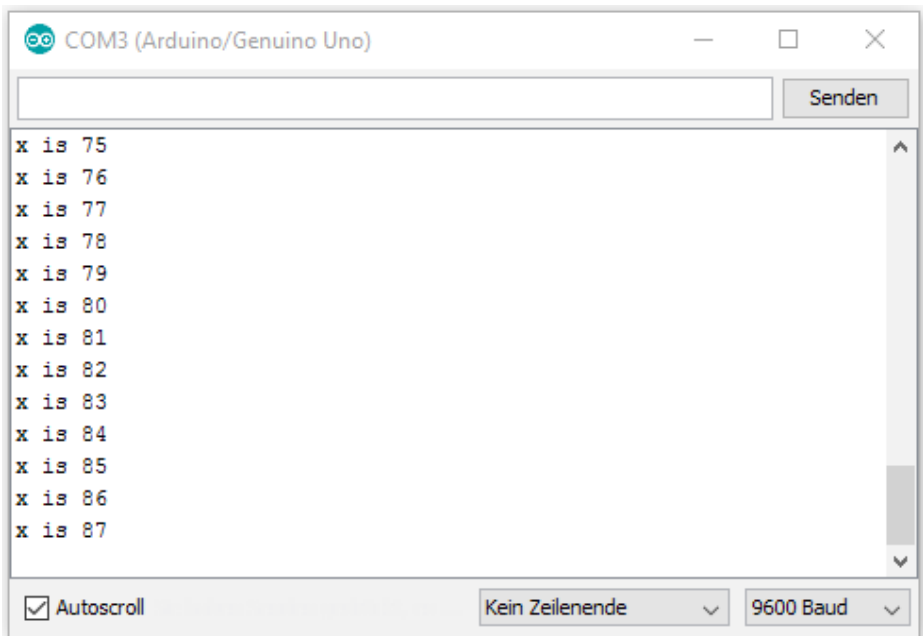 COM3 (Arduino/Genuino Uno)
Senden
x is 75
x is 76
x is 77
x is 78
x is 79
x is 80
x is 81
x is 82
x is 83
x is 84
x is 85
x is 86
x is 87
Autoscroll
Kein Zeilenende
9600 Baud